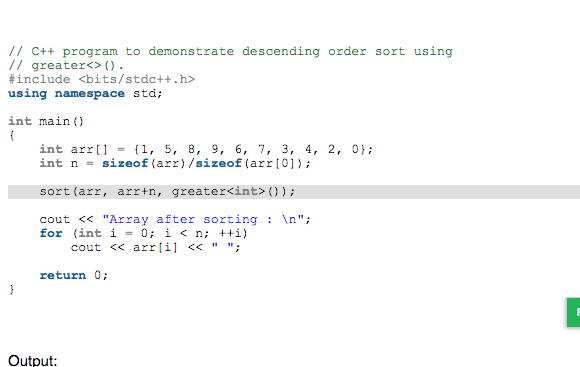 // C++ program to demonstrate descending order sort using
// greater<>().
#include <bits/stdc++.h>
using namespace std;
int main()
{
    int arr[] = {1, 5, 8, 9, 6, 7, 3, 4, 2, 0};
    int n = sizeof(arr)/sizeof(arr[0]);
    sort(arr, arr+n, greater<int>());
    cout << "Array after sorting : \n";
    for (int i = 0; i < n; ++i)
        cout << arr[i] << " ";
    return 0;
}
Output: